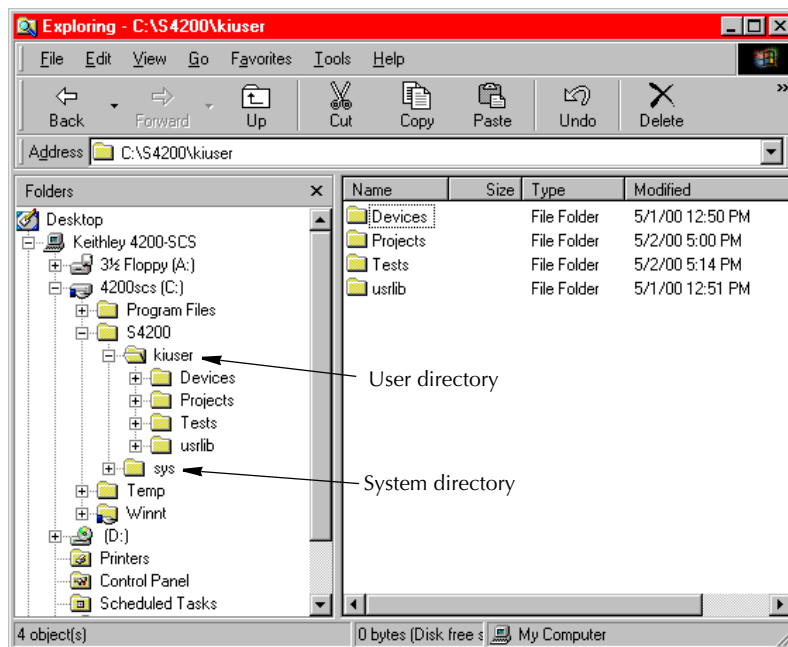 Exploring - C:\S4200\kiuser
File Edit View Go Favorites Tools Help
Back Forward Up Cut Copy Paste Undo Delete »
Address C:\S4200\kiuser
Folders ×
Desktop
Keithley 4200-SCS
3½ Floppy (A:)
4200scs (C:)
Program Files
S4200
kiuser
Devices
Projects
Tests
usrlib
sys
Temp
Winnt
(D:)
Printers
Control Panel
Scheduled Tasks
Name Size Type Modified
Devices File Folder 5/1/00 12:50 PM
Projects File Folder 5/2/00 5:00 PM
Tests File Folder 5/2/00 5:14 PM
usrlib File Folder 5/1/00 12:51 PM
User directory
System directory
4 object(s) 0 bytes (Disk free s My Computer